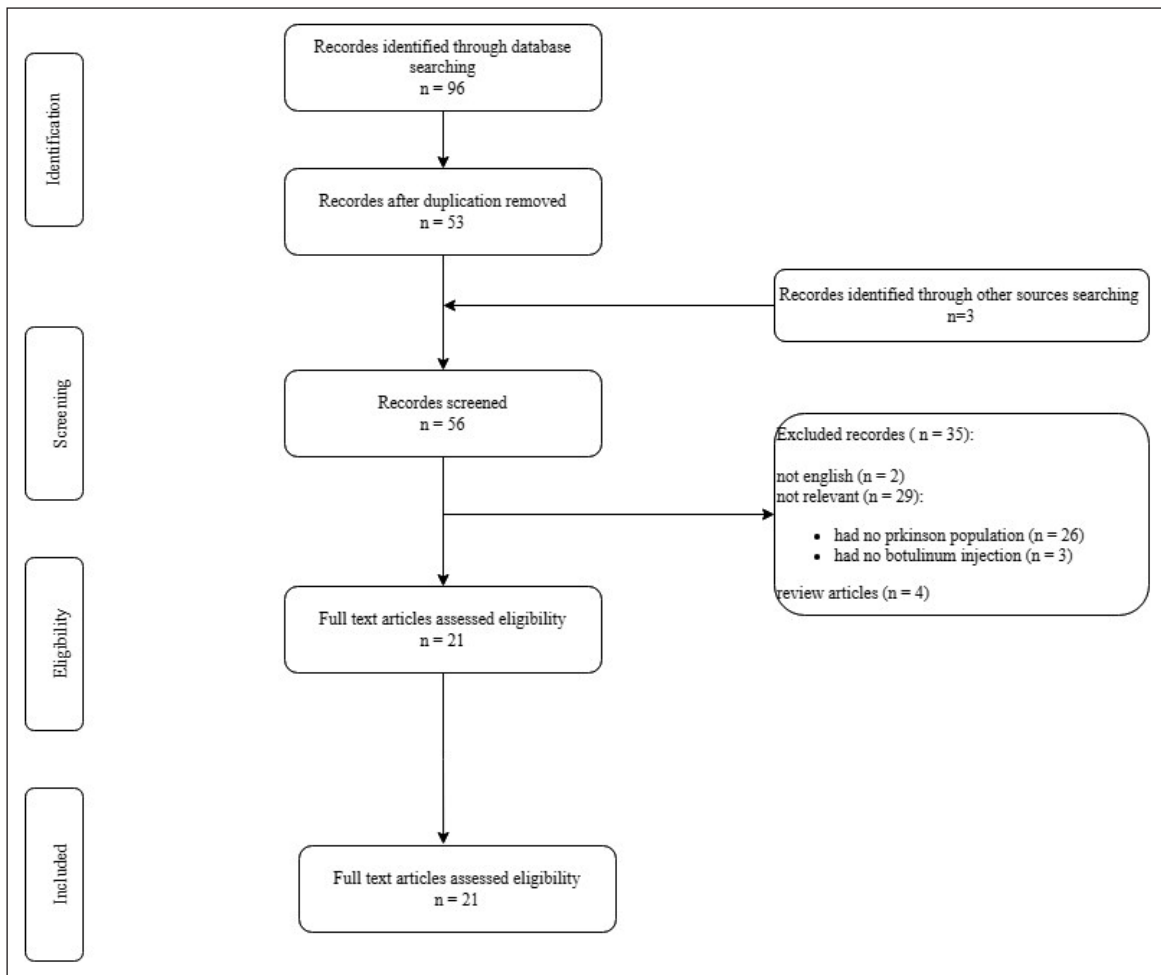 Identification
Recordes identified through database
searching
n = 96
Recordes after duplication removed
n = 53
Recordes identified through other sources searching
n=3
Screening
Recordes screened
n = 56
Excluded recordes ( n = 35):
not english (n = 2)
not relevant (n = 29):
• had no prkinson population (n = 26)
• had no botulinum injection (n = 3)
review articles (n = 4)
Eligibility
Full text articles assessed eligibility
n = 21
Included
Full text articles assessed eligibility
n = 21